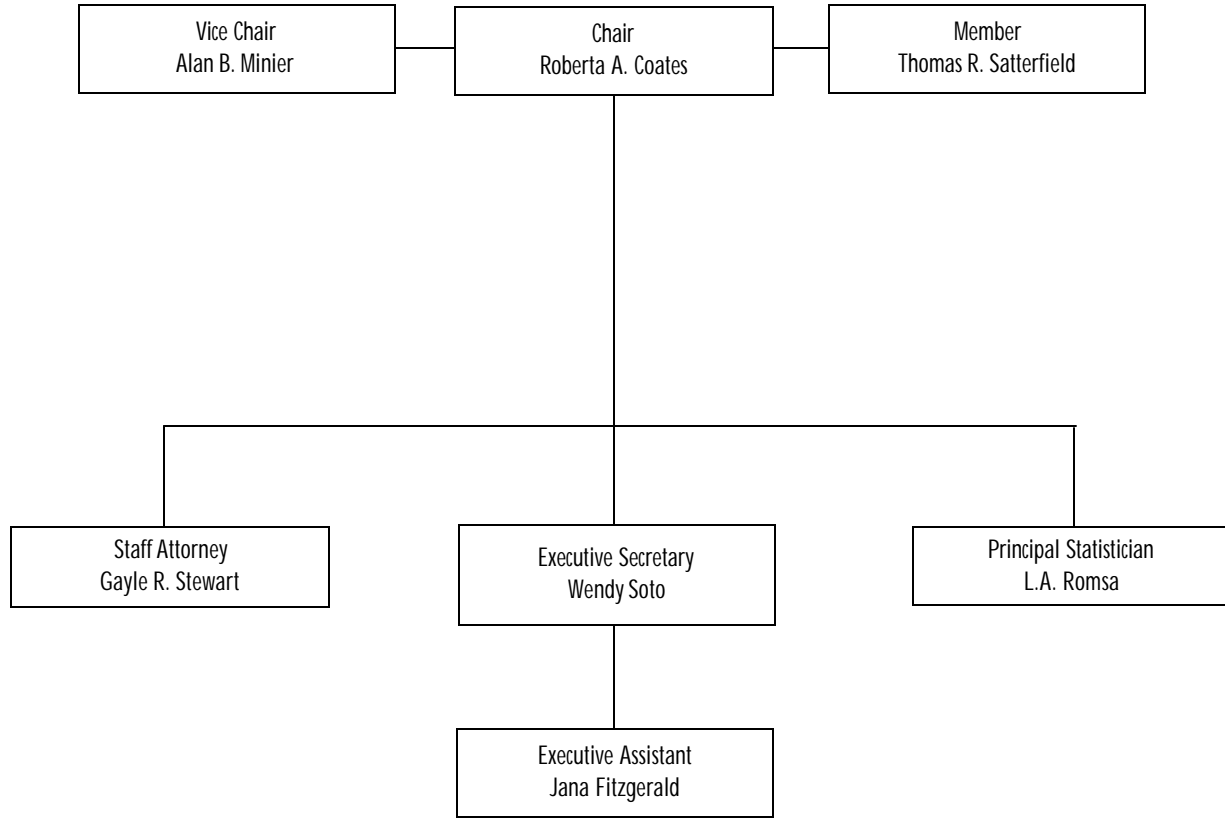 Vice Chair
Alan B. Minier
Chair
Roberta A. Coates
Member
Thomas R. Satterfield
Staff Attorney
Gayle R. Stewart
Executive Secretary
Wendy Soto
Principal Statistician
L.A. Romsa
Executive Assistant
Jana Fitzgerald